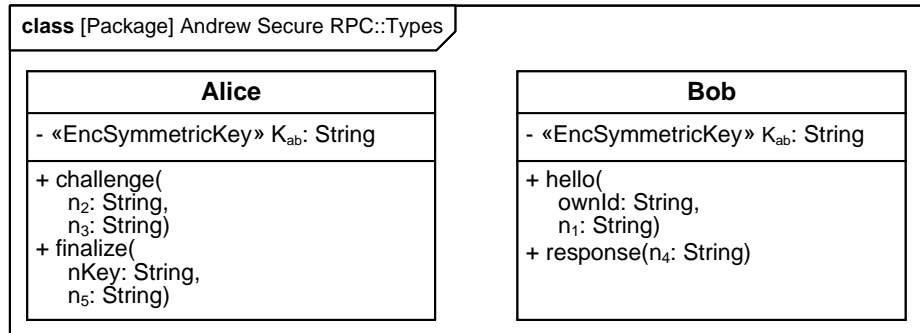 class [Package] Andrew Secure RPC::Types
Alice
- «EncSymmetricKey» Kab: String
+ challenge(
n2: String,
n3: String)
+ finalize(
nKey: String,
n5: String)
Bob
- «EncSymmetricKey» Kab: String
+ hello(
ownId: String,
n1: String)
+ response(n4: String)